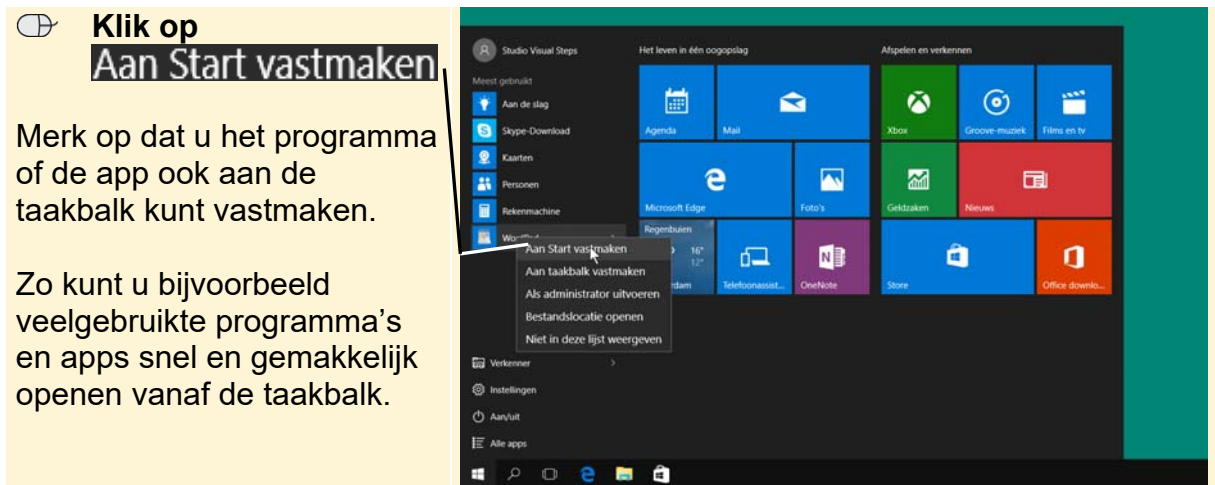 Klik op
Aan Start vastmaken
Merk op dat u het programma
of de app ook aan de
taakbalk kunt vastmaken.
Zo kunt u bijvoorbeeld
veelgebruikte programma's
en apps snel en gemakkelijk
openen vanaf de taakbalk.
Studio Visual Steps
Meest gebruikt
Aan de slag
Skype-Download
Kaarten
Personen
Rekenmachine
Aan Start vastmaken
Aan taakbalk vastmaken
Als administrator uitvoeren
Bestandslocatie openen
Niet in deze lijst weergeven
Verkenner
Instellingen
Aan/uit
Alle apps
Het leven in één oogopslag
Agenda
Mail
Microsoft Edge
Foto's
Regenbuien
16°
12°
Telefoonassist...
OneNote
Afspelen en verkennen
Xbox
Groove-muziek
Films en tv
Geldzaken
Nieuws
Store
Office downlo...